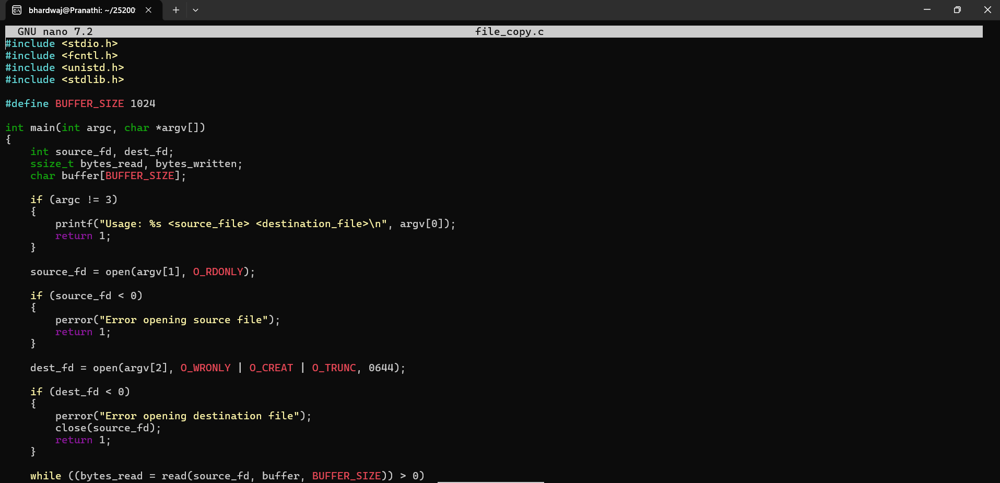 bhardwaj@Pranathi: ~/25200
GNU nano 7.2 file_copy.c
#include <stdio.h>
#include <fcntl.h>
#include <unistd.h>
#include <stdlib.h>
#define BUFFER_SIZE 1024
int main(int argc, char *argv[])
{
    int source_fd, dest_fd;
    ssize_t bytes_read, bytes_written;
    char buffer[BUFFER_SIZE];
    if (argc != 3)
    {
        printf("Usage: %s <source_file> <destination_file>\n", argv[0]);
        return 1;
    }
    source_fd = open(argv[1], O_RDONLY);
    if (source_fd < 0)
    {
        perror("Error opening source file");
        return 1;
    }
    dest_fd = open(argv[2], O_WRONLY | O_CREAT | O_TRUNC, 0644);
    if (dest_fd < 0)
    {
        perror("Error opening destination file");
        close(source_fd);
        return 1;
    }
    while ((bytes_read = read(source_fd, buffer, BUFFER_SIZE)) > 0)